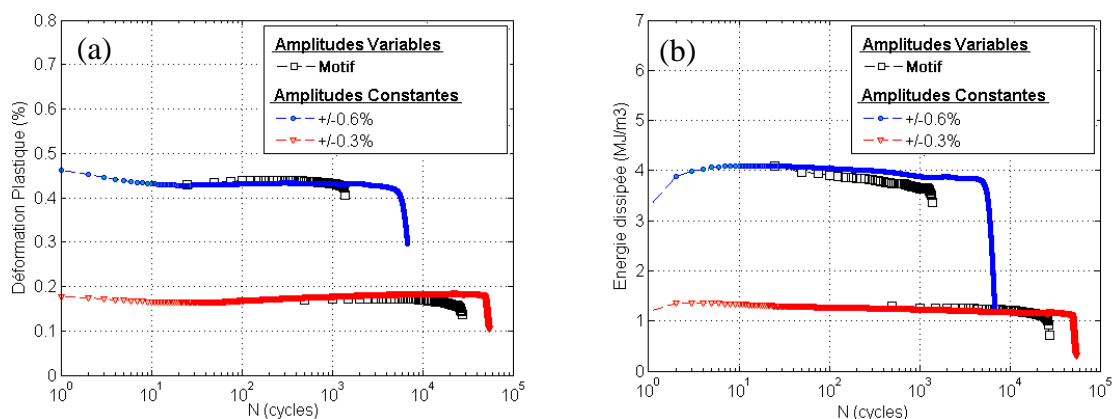 (a)
Déformation Plastique (%)
0.8
0.7
0.6
0.5
0.4
0.3
0.2
0.1
0
10^0
10^1
10^2
10^3
10^4
10^5
N (cycles)
Amplitudes Variables
Motif
Amplitudes Constantes
+/-0.6%
+/-0.3%
(b)
Energie dissipée (MJ/m3)
7
6
5
4
3
2
1
0
10^0
10^1
10^2
10^3
10^4
10^5
N (cycles)
Amplitudes Variables
Motif
Amplitudes Constantes
+/-0.6%
+/-0.3%